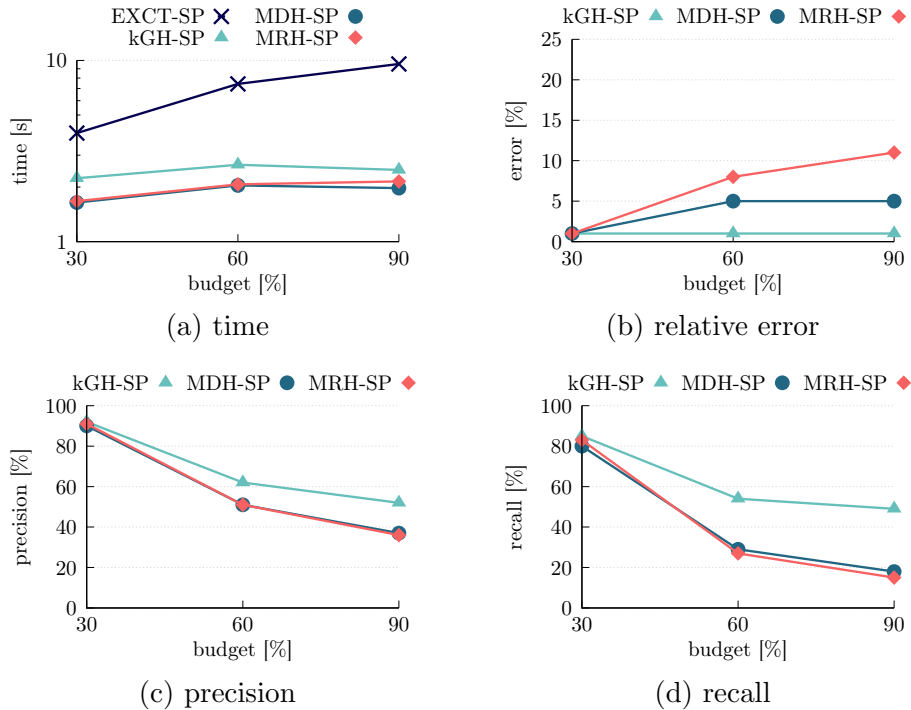 EXCT-SP MDH-SP
kGH-SP MRH-SP
10
1
time [s]
30 60 90
budget [%]
(a) time
kGH-SP MDH-SP MRH-SP
25
20
15
10
5
0
error [%]
30 60 90
budget [%]
(b) relative error
kGH-SP MDH-SP MRH-SP
100
80
60
40
20
0
precision [%]
30 60 90
budget [%]
(c) precision
kGH-SP MDH-SP MRH-SP
100
80
60
40
20
0
recall [%]
30 60 90
budget [%]
(d) recall